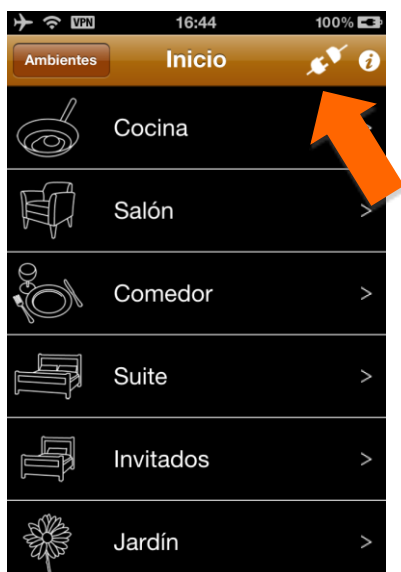 VPN 16:44 100%
Ambientes Inicio i
Cocina
Salón >
Comedor >
Suite >
Invitados >
Jardín >